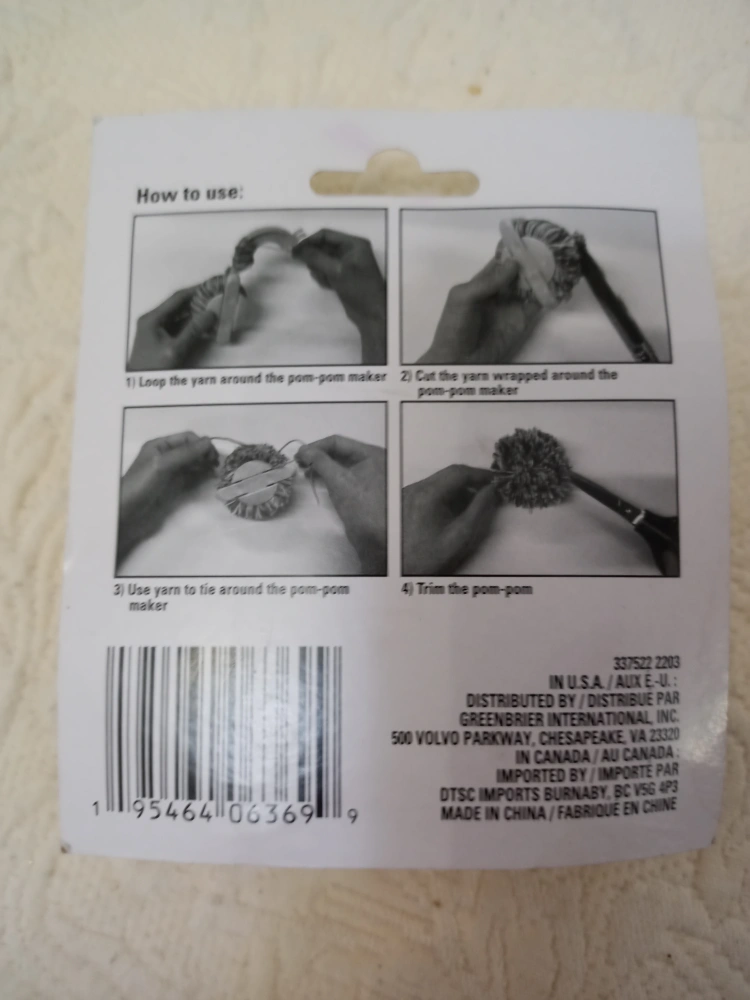 How to use:
1) Loop the yarn around the pom-pom maker
2) Cut the yarn wrapped around the
pom-pom maker
3) Use yarn to tie around the pom-pom
maker
4) Trim the pom-pom
337522 2203
IN U.S.A. / AUX E.-U. :
DISTRIBUTED BY / DISTRIBUE PAR
GREENBRIER INTERNATIONAL, INC.
500 VOLVO PARKWAY, CHESAPEAKE, VA 23320
IN CANADA / AU CANADA :
IMPORTED BY / IMPORTE PAR
DTSC IMPORTS BURNABY, BC V5G 4P3
MADE IN CHINA / FABRIQUE EN CHINE
1 95464 06369 9